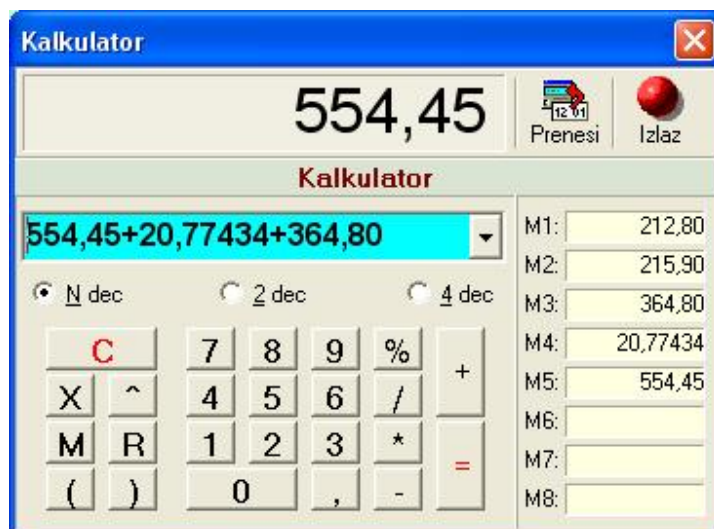 Kalkulator
554,45
Prenesi Izlaz
Kalkulator
554,45+20,77434+364,80
N dec 2 dec 4 dec
C 7 8 9 % +
X ^ 4 5 6 /
M R 1 2 3 * =
( ) 0 , -
M1: 212,80
M2: 215,90
M3: 364,80
M4: 20,77434
M5: 554,45
M6:
M7:
M8: